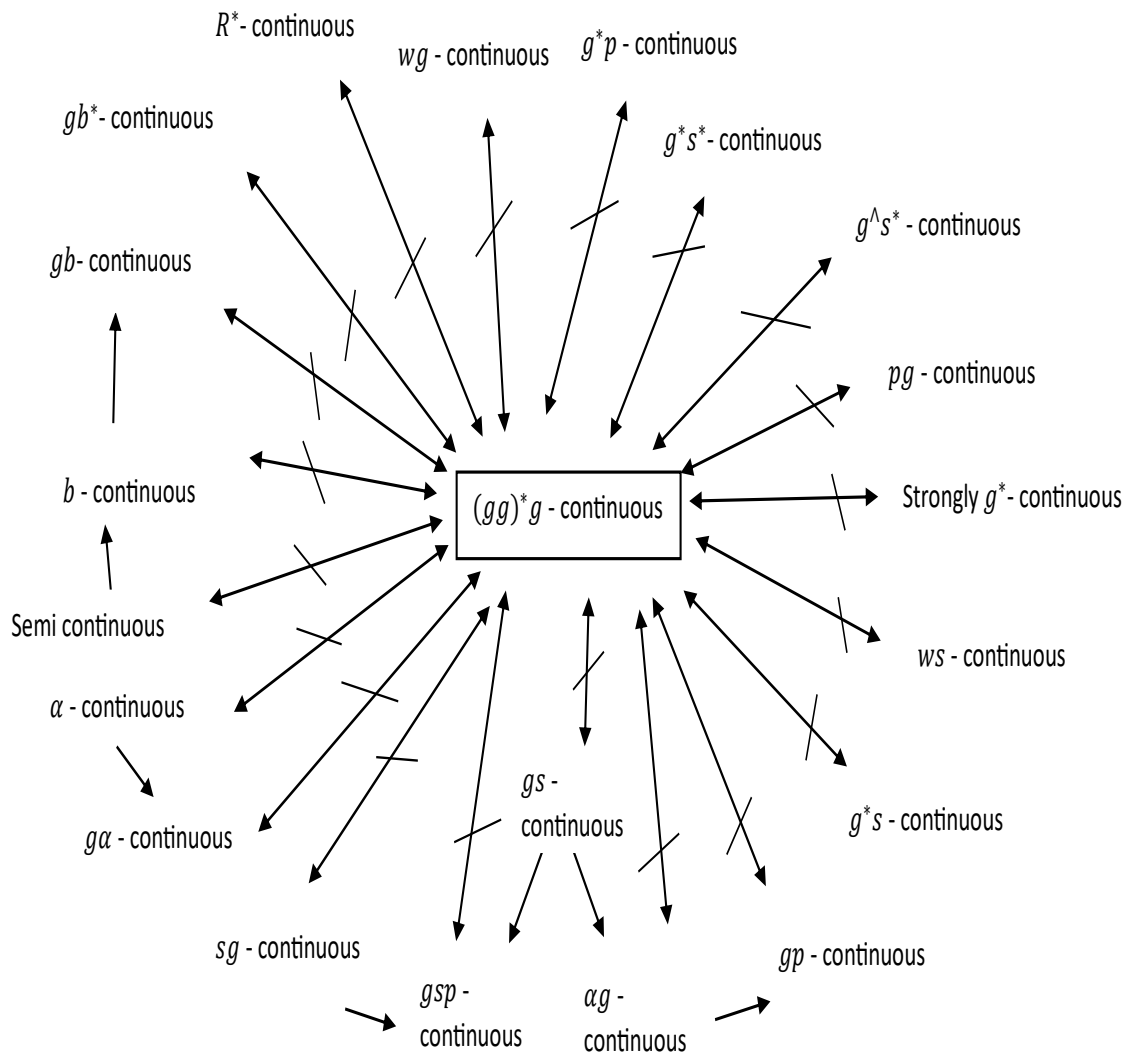 R*- continuous
wg - continuous
g*p - continuous
gb*- continuous
g*s*- continuous
g^s* - continuous
gb- continuous
pg - continuous
b - continuous
(gg)*g - continuous
Strongly g*- continuous
Semi continuous
ws - continuous
α - continuous
gs -
continuous
gα - continuous
g*s - continuous
sg - continuous
gp - continuous
gsp -
continuous
αg -
continuous